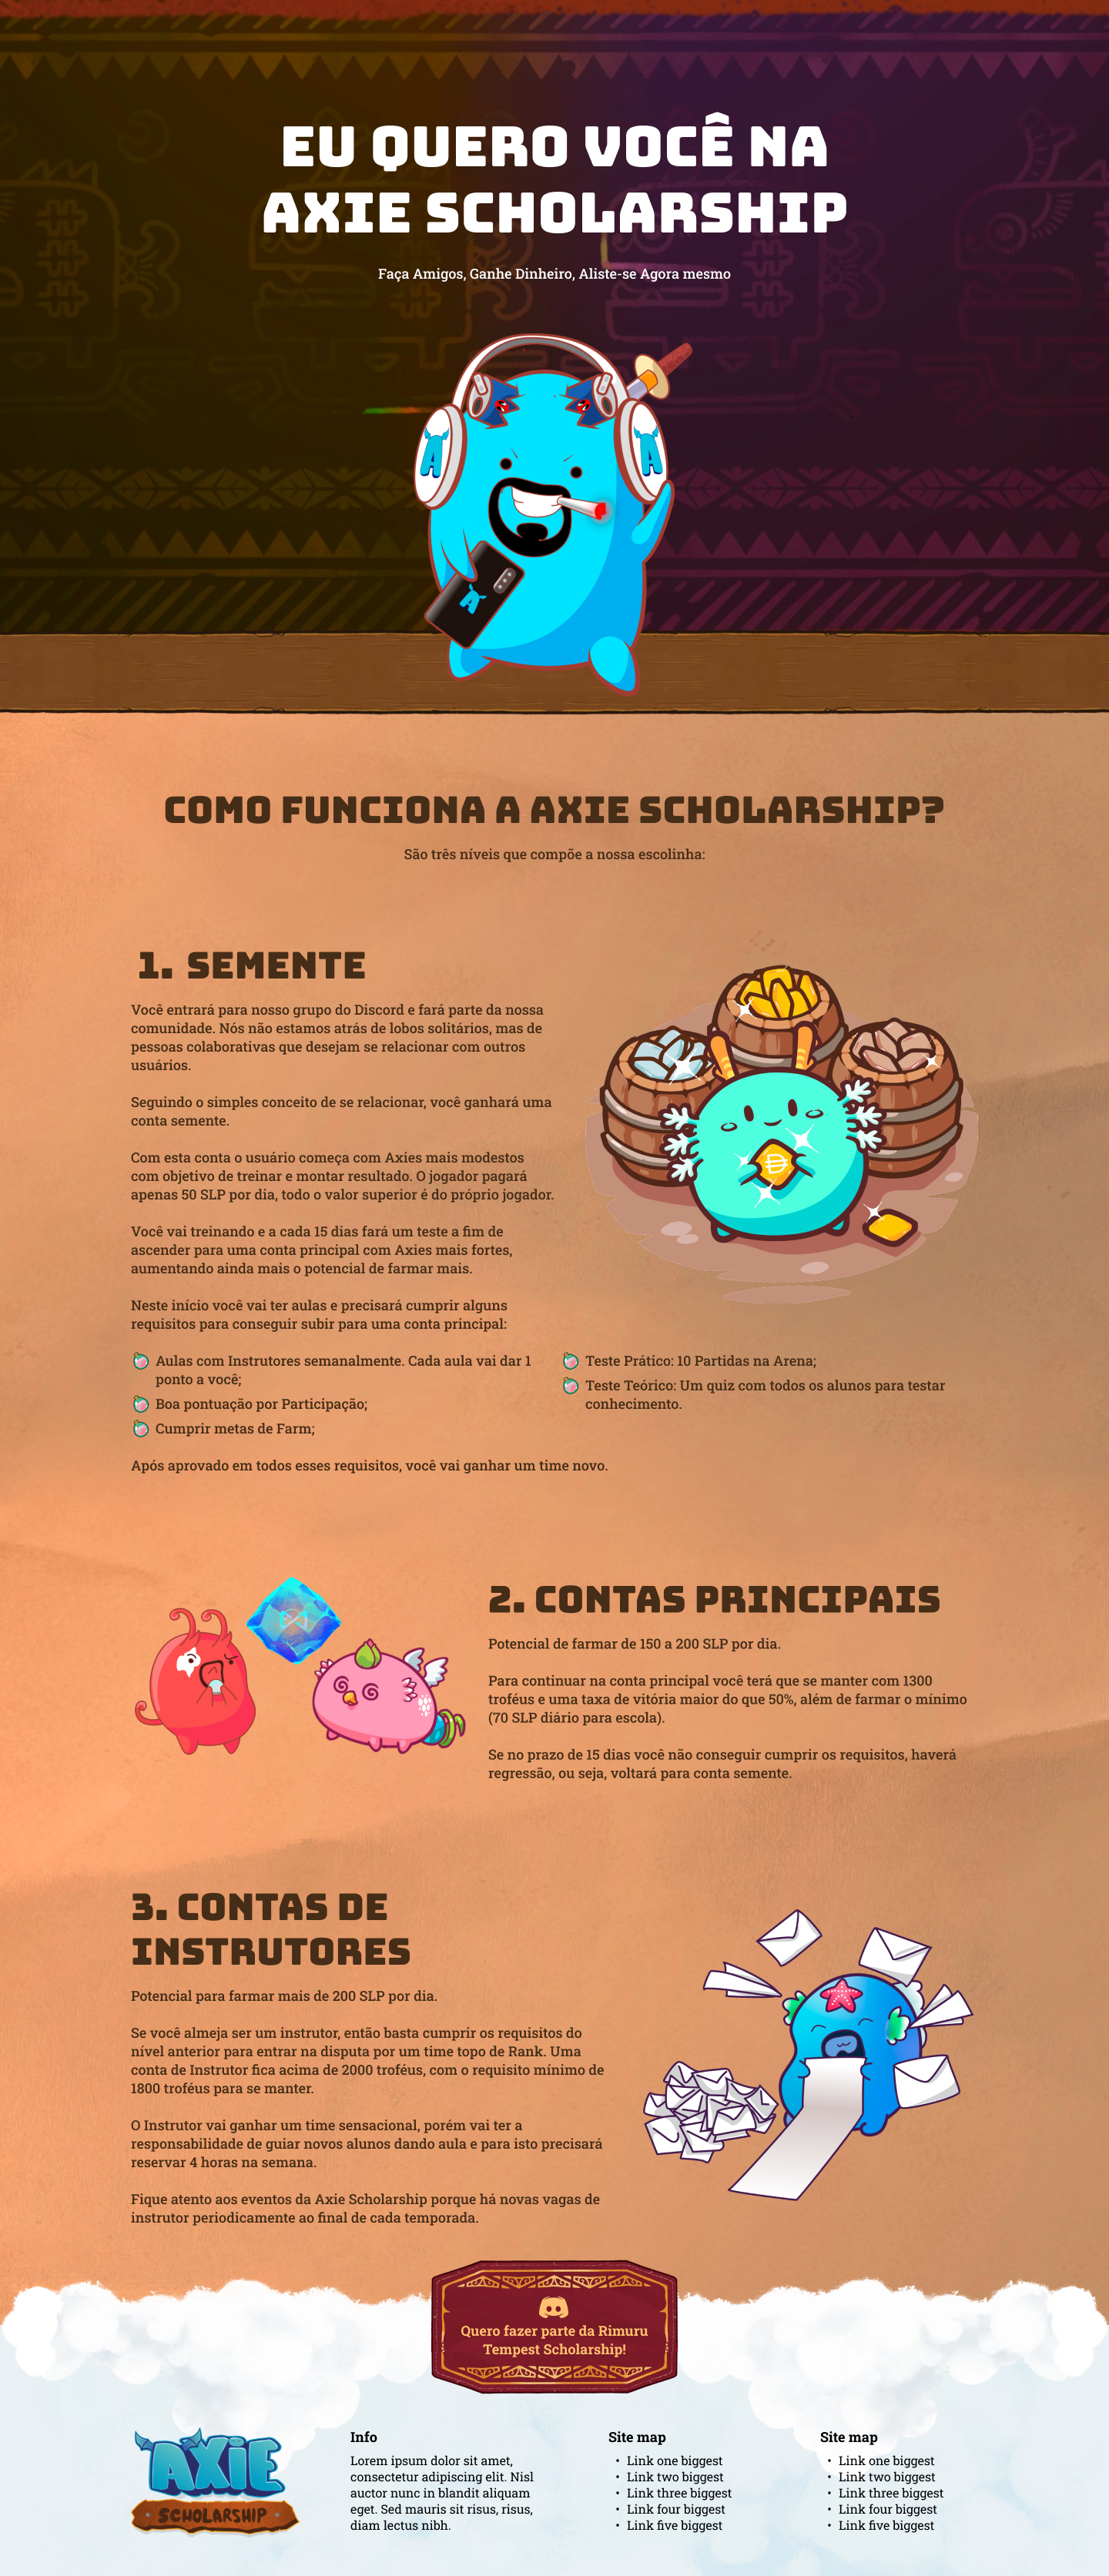 EU QUERO VOCÊ NA
AXIE SCHOLARSHIP
Faça Amigos, Ganhe Dinheiro, Aliste-se Agora mesmo
A
A
A
COMO FUNCIONA A AXIE SCHOLARSHIP?
São três níveis que compõe a nossa escolinha:
1. SEMENTE
Você entrará para nosso grupo do Discord e fará parte da nossa
comunidade. Nós não estamos atrás de lobos solitários, mas de
pessoas colaborativas que desejam se relacionar com outros
usuários.
Seguindo o simples conceito de se relacionar, você ganhará uma
conta semente.
Com esta conta o usuário começa com Axies mais modestos
com objetivo de treinar e montar resultado. O jogador pagará
apenas 50 SLP por dia, todo o valor superior é do próprio jogador.
Você vai treinando e a cada 15 dias fará um teste a fim de
ascender para uma conta principal com Axies mais fortes,
aumentando ainda mais o potencial de farmar mais.
Neste início você vai ter aulas e precisará cumprir alguns
requisitos para conseguir subir para uma conta principal:
Aulas com Instrutores semanalmente. Cada aula vai dar 1
ponto a você;
Boa pontuação por Participação;
Cumprir metas de Farm;
Teste Prático: 10 Partidas na Arena;
Teste Teórico: Um quiz com todos os alunos para testar
conhecimento.
Após aprovado em todos esses requisitos, você vai ganhar um time novo.
2. CONTAS PRINCIPAIS
Potencial de farmar de 150 a 200 SLP por dia.
Para continuar na conta principal você terá que se manter com 1300
troféus e uma taxa de vitória maior do que 50%, além de farmar o mínimo
(70 SLP diário para escola).
Se no prazo de 15 dias você não conseguir cumprir os requisitos, haverá
regressão, ou seja, voltará para conta semente.
3. CONTAS DE
INSTRUTORES
Potencial para farmar mais de 200 SLP por dia.
Se você almeja ser um instrutor, então basta cumprir os requisitos do
nível anterior para entrar na disputa por um time topo de Rank. Uma
conta de Instrutor fica acima de 2000 troféus, com o requisito mínimo de
1800 troféus para se manter.
O Instrutor vai ganhar um time sensacional, porém vai ter a
responsabilidade de guiar novos alunos dando aula e para isto precisará
reservar 4 horas na semana.
Fique atento aos eventos da Axie Scholarship porque há novas vagas de
instrutor periodicamente ao final de cada temporada.
Quero fazer parte da Rimuru
Tempest Scholarship!
AXIE
SCHOLARSHIP
Info
Lorem ipsum dolor sit amet,
consectetur adipiscing elit. Nisl
auctor nunc in blandit aliquam
eget. Sed mauris sit risus, risus,
diam lectus nibh.
Site map
• Link one biggest
• Link two biggest
• Link three biggest
• Link four biggest
• Link five biggest
Site map
• Link one biggest
• Link two biggest
• Link three biggest
• Link four biggest
• Link five biggest